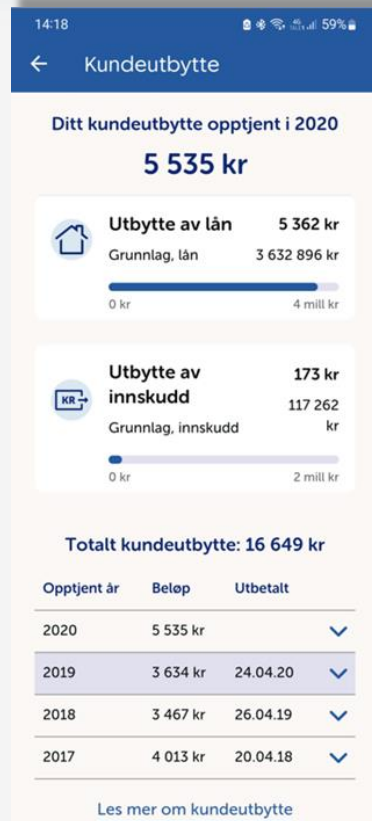 14:18 59%
Kundeutbytte
Ditt kundeutbytte opptjent i 2020
5 535 kr
Utbytte av lån 5 362 kr
Grunnlag, lån 3 632 896 kr
0 kr 4 mill kr
Utbytte av innskudd 173 kr
KR
Grunnlag, innskudd 117 262 kr
0 kr 2 mill kr
Totalt kundeutbytte: 16 649 kr
Opptjent år Beløp Utbetalt
2020 5 535 kr
2019 3 634 kr 24.04.20
2018 3 467 kr 26.04.19
2017 4 013 kr 20.04.18
Les mer om kundeutbytte